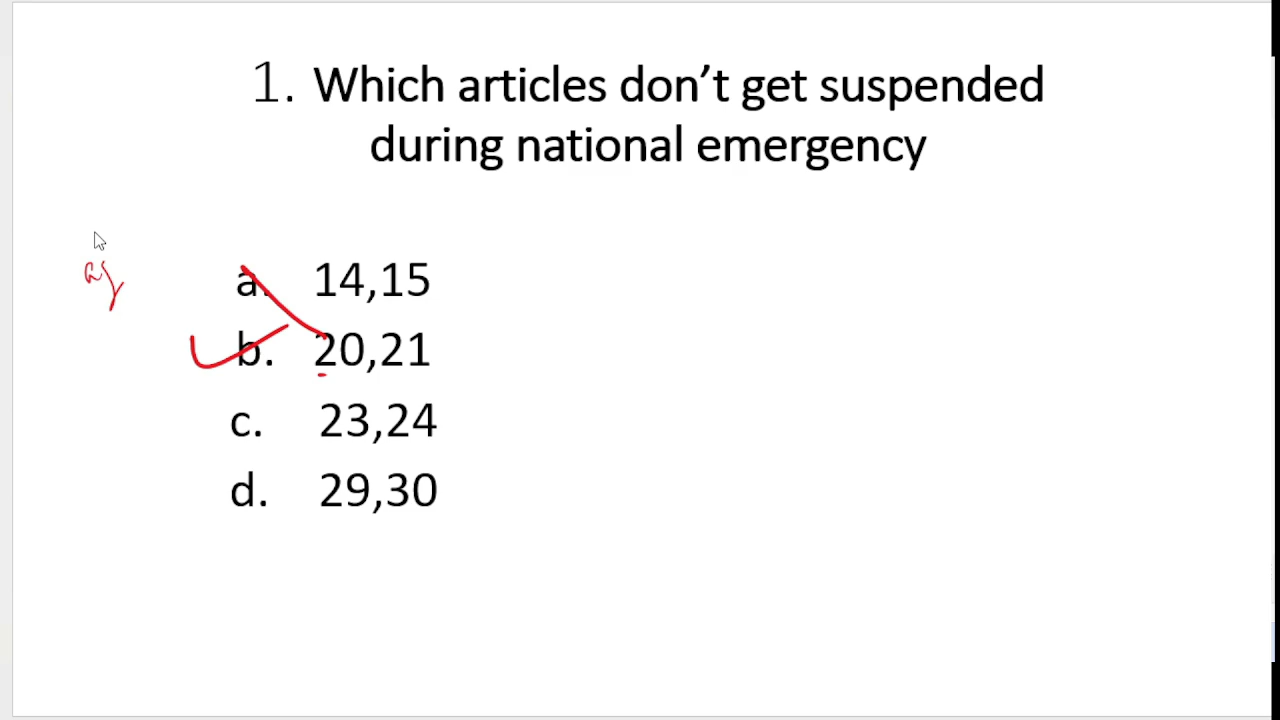 1. Which articles don’t get suspended
during national emergency
a. 14,15
b. 20,21
c. 23,24
d. 29,30